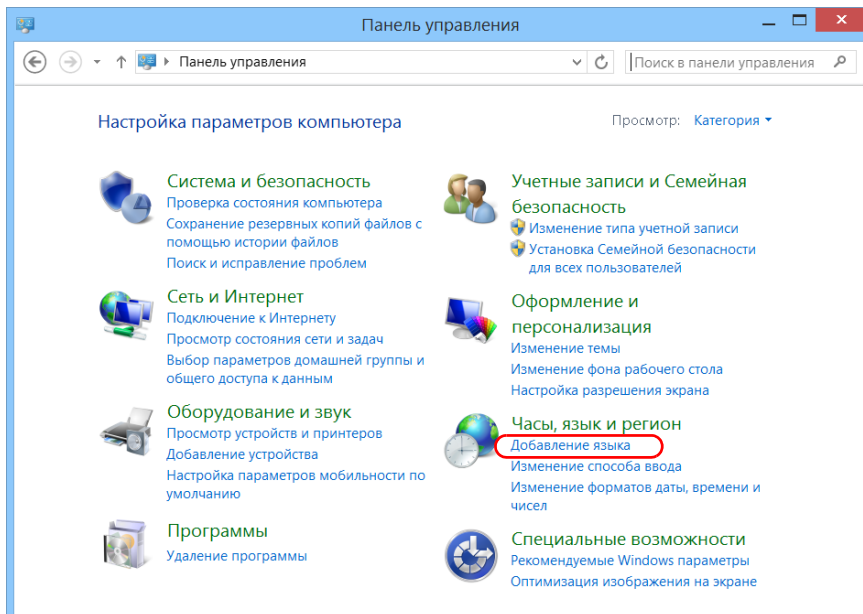 Панель управления
Панель управления
Поиск в панели управления
Настройка параметров компьютера
Просмотр: Категория
Система и безопасность
Проверка состояния компьютера
Сохранение резервных копий файлов с
помощью истории файлов
Поиск и исправление проблем
Сеть и Интернет
Подключение к Интернету
Просмотр состояния сети и задач
Выбор параметров домашней группы и
общего доступа к данным
Оборудование и звук
Просмотр устройств и принтеров
Добавление устройства
Настройка параметров мобильности по
умолчанию
Программы
Удаление программы
Учетные записи и Семейная
безопасность
Изменение типа учетной записи
Установка Семейной безопасности
для всех пользователей
Оформление и
персонализация
Изменение темы
Изменение фона рабочего стола
Настройка разрешения экрана
Часы, язык и регион
Добавление языка
Изменение способа ввода
Изменение форматов даты, времени и
чисел
Специальные возможности
Рекомендуемые Windows параметры
Оптимизация изображения на экране